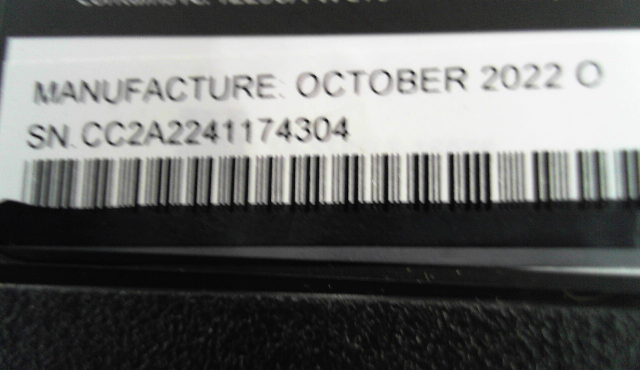 MANUFACTURE: OCTOBER 2022 O
SN.CC2A2241174304